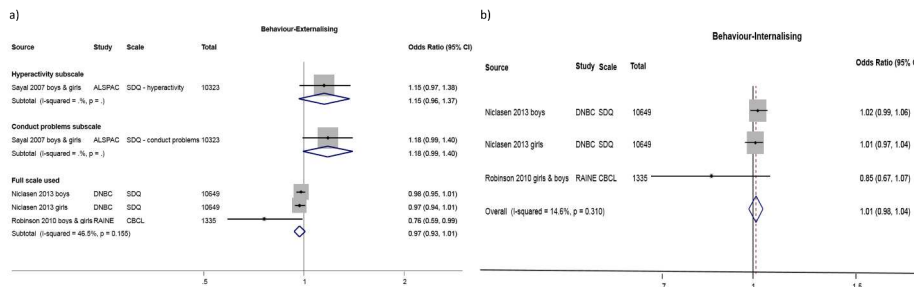 a)
Behaviour-Externalising
Source Study Scale Total Odds Ratio (95% CI)
Hyperactivity subscale
Sayal 2007 boys & girls ALSPAC SDQ - hyperactivity 10323 1.15 (0.97, 1.38)
Subtotal (I-squared = .%, p = .) 1.15 (0.96, 1.37)
Conduct problems subscale
Sayal 2007 boys & girls ALSPAC SDQ - conduct problems 10323 1.18 (0.99, 1.40)
Subtotal (I-squared = .%, p = .) 1.18 (0.99, 1.40)
Full scale used
Niclasen 2013 boys DNBC SDQ 10649 0.98 (0.95, 1.01)
Niclasen 2013 girls DNBC SDQ 10649 0.97 (0.94, 1.01)
Robinson 2010 boys & girls RAINE CBCL 1335 0.76 (0.59, 0.99)
Subtotal (I-squared = 46.5%, p = 0.155) 0.97 (0.93, 1.01)
.5 1 2
b)
Behaviour-Internalising
Source Study Scale Total Odds Ratio (95% CI)
Niclasen 2013 boys DNBC SDQ 10649 1.02 (0.99, 1.06)
Niclasen 2013 girls DNBC SDQ 10649 1.01 (0.97, 1.04)
Robinson 2010 girls & boys RAINE CBCL 1335 0.85 (0.67, 1.07)
Overall (I-squared = 14.6%, p = 0.310) 1.01 (0.98, 1.04)
.7 1 1.5